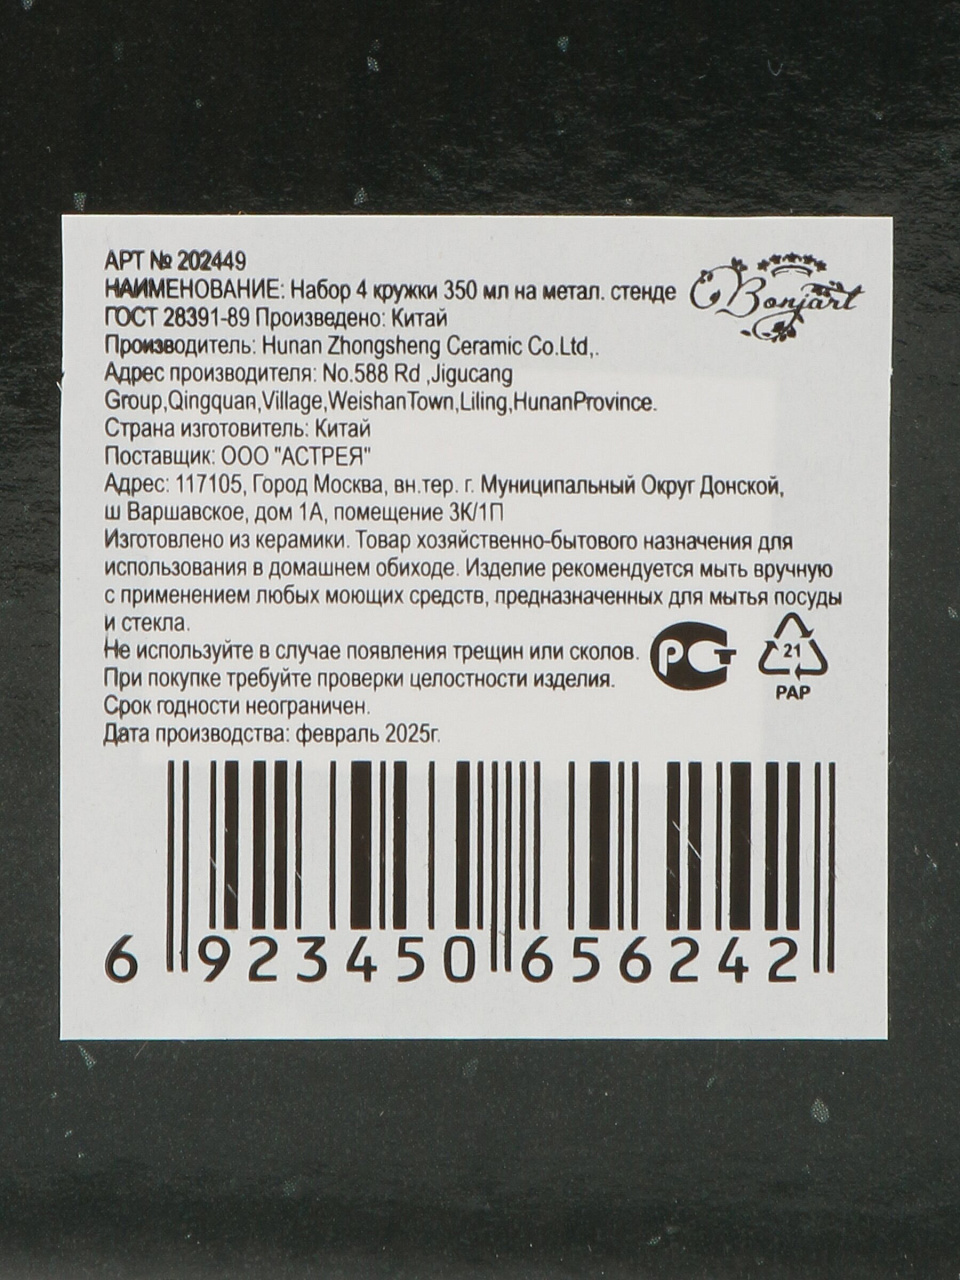 АРТ № 202449
НАИМЕНОВАНИЕ: Набор 4 кружки 350 мл на метал. стенде
Bonjart
ГОСТ 28391-89 Произведено: Китай
Производитель: Hunan Zhongsheng Ceramic Co.Ltd,.
Адрес производителя: No.588 Rd ,Jigucang
Group,Qingquan,Village,WeishanTown,Liling,HunanProvince.
Страна изготовитель: Китай
Поставщик: ООО "АСТРЕЯ"
Адрес: 117105, Город Москва, вн.тер. г. Муниципальный Округ Донской,
ш Варшавское, дом 1А, помещение 3К/1П
Изготовлено из керамики. Товар хозяйственно-бытового назначения для
использования в домашнем обиходе. Изделие рекомендуется мыть вручную
с применением любых моющих средств, предназначенных для мытья посуды
и стекла.
Не используйте в случае появления трещин или сколов.
При покупке требуйте проверки целостности изделия.
Срок годности неограничен.
Дата производства: февраль 2025г.
РСТ
21
PAP
6 923450 656242